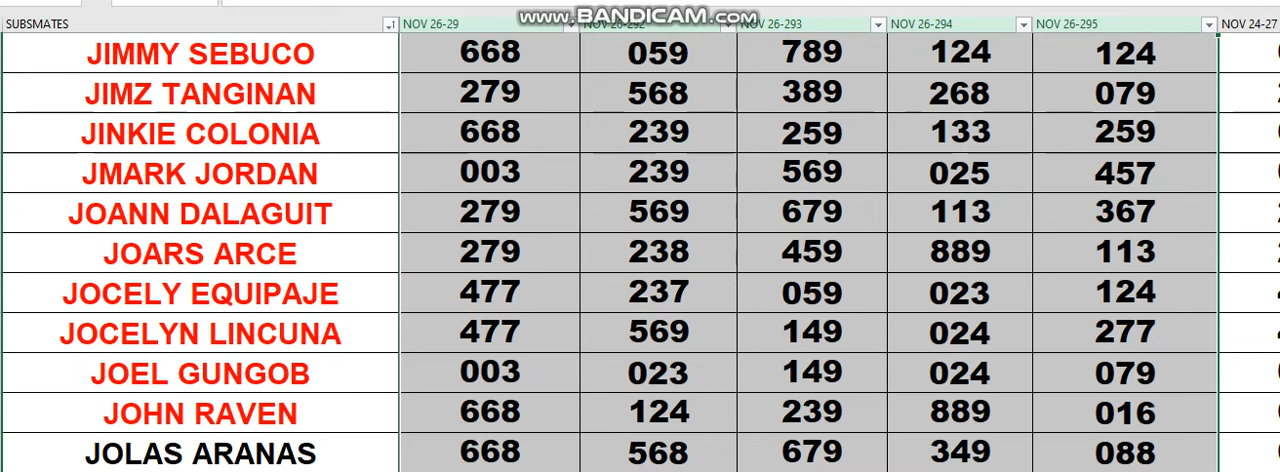 www.BANDICAM.com
SUBSMATES NOV 26-29 NOV 26-292 NOV 26-293 NOV 26-294 NOV 26-295 NOV 24-27
JIMMY SEBUCO 668 059 789 124 124
JIMZ TANGINAN 279 568 389 268 079
JINKIE COLONIA 668 239 259 133 259
JMARK JORDAN 003 239 569 025 457
JOANN DALAGUIT 279 569 679 113 367
JOARS ARCE 279 238 459 889 113
JOCELY EQUIPAJE 477 237 059 023 124
JOCELYN LINCUNA 477 569 149 024 277
JOEL GUNGOB 003 023 149 024 079
JOHN RAVEN 668 124 239 889 016
JOLAS ARANAS 668 568 679 349 088